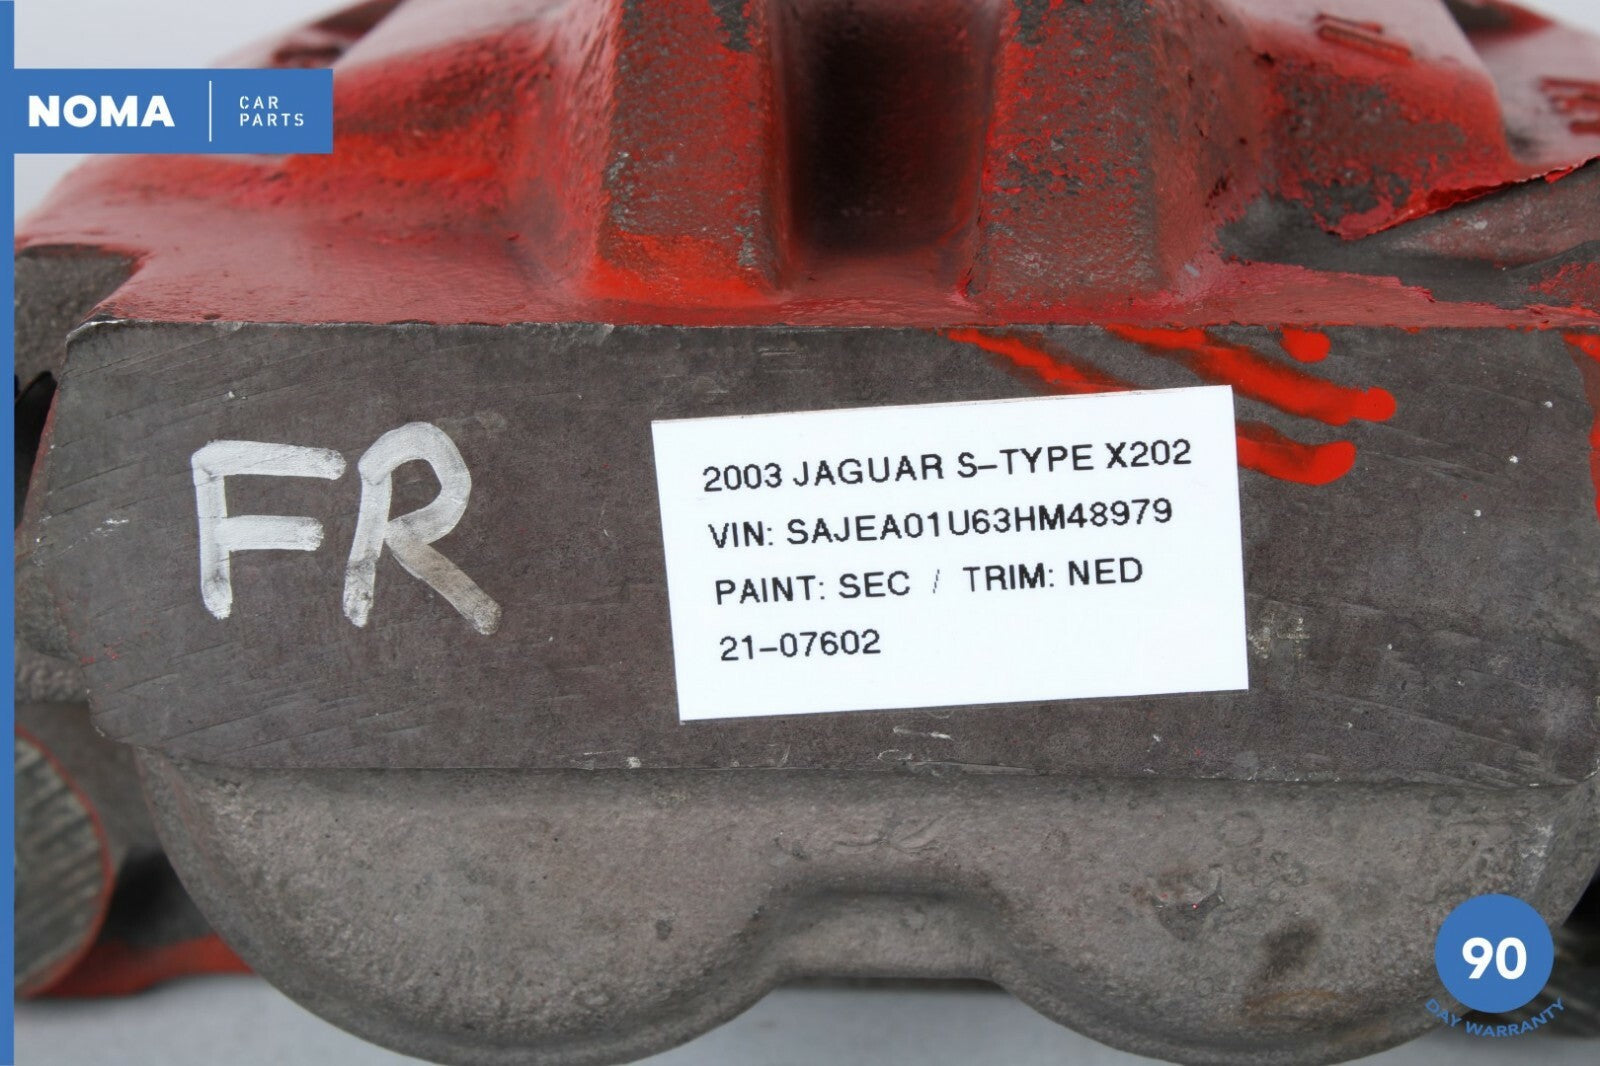 NOMA
CAR
PARTS
FR
2003 JAGUAR S-TYPE X202
VIN: SAJEA01U63HM48979
PAINT: SEC / TRIM: NED
21-07602
90
DAY WARRANTY